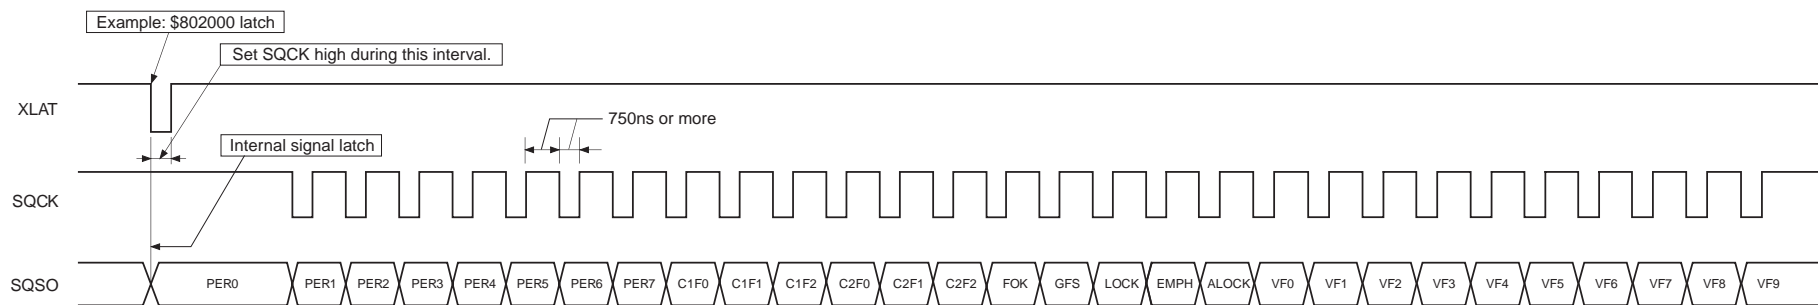 Example: $802000 latch
Set SQCK high during this interval.
XLAT
750ns or more
Internal signal latch
SQCK
SQSO PER0 PER1 PER2 PER3 PER4 PER5 PER6 PER7 C1F0 C1F1 C1F2 C2F0 C2F1 C2F2 FOK GFS LOCK EMPH ALOCK VF0 VF1 VF2 VF3 VF4 VF5 VF6 VF7 VF8 VF9